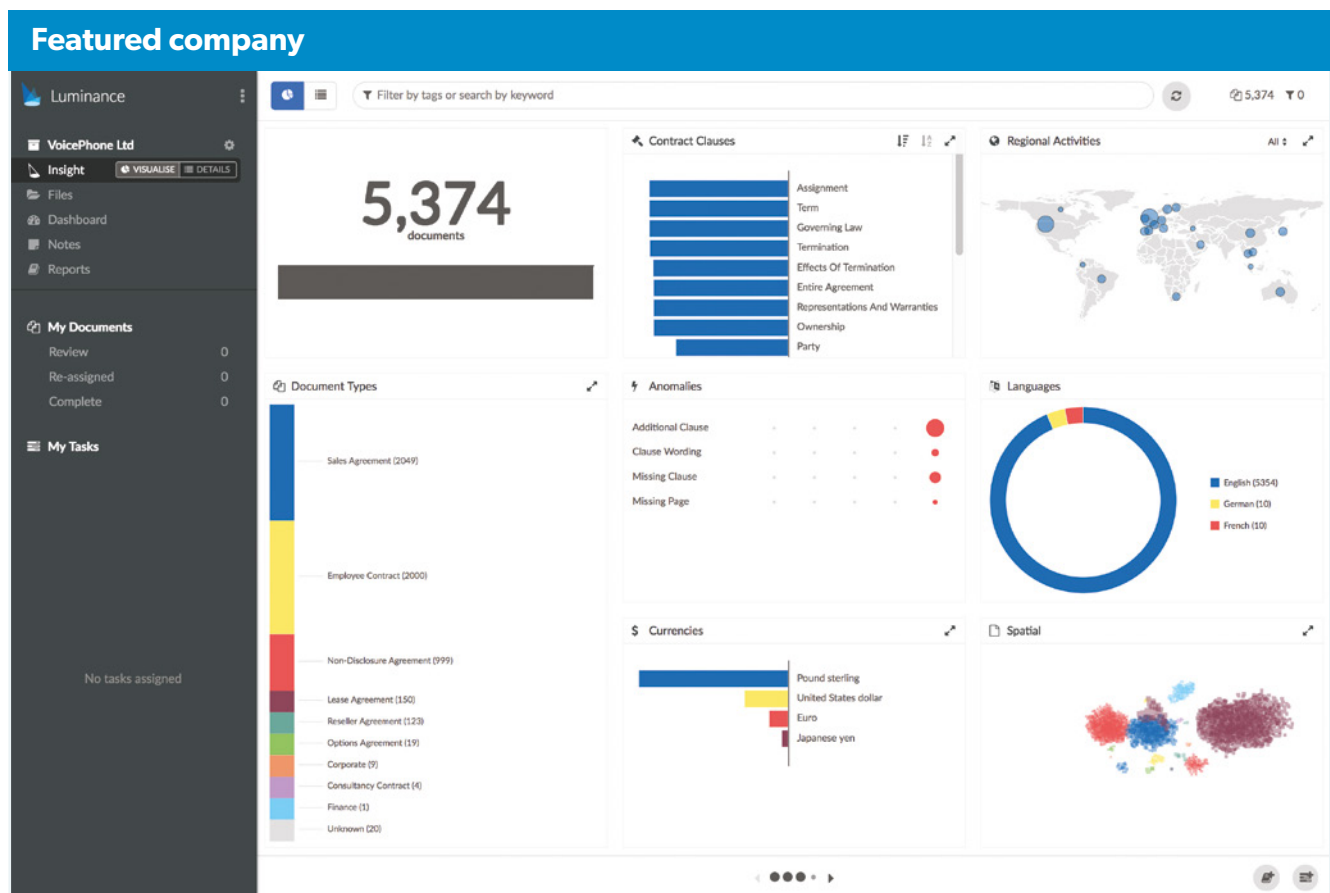 Featured company
Luminance
Filter by tags or search by keyword
5,374 0
VoicePhone Ltd
Insight VISUALISE DETAILS
Files
Dashboard
Notes
Reports
My Documents
Review 0
Re-assigned 0
Complete 0
My Tasks
No tasks assigned
5,374
documents
Contract Clauses
Assignment
Term
Governing Law
Termination
Effects Of Termination
Entire Agreement
Representations And Warranties
Ownership
Party
Regional Activities All
Document Types
Sales Agreement (2049)
Employee Contract (2000)
Non-Disclosure Agreement (999)
Lease Agreement (150)
Reseller Agreement (123)
Options Agreement (19)
Corporate (9)
Consultancy Contract (4)
Finance (1)
Unknown (20)
Anomalies
Additional Clause
Clause Wording
Missing Clause
Missing Page
Languages
English (5354)
German (10)
French (10)
$ Currencies
Pound sterling
United States dollar
Euro
Japanese yen
Spatial